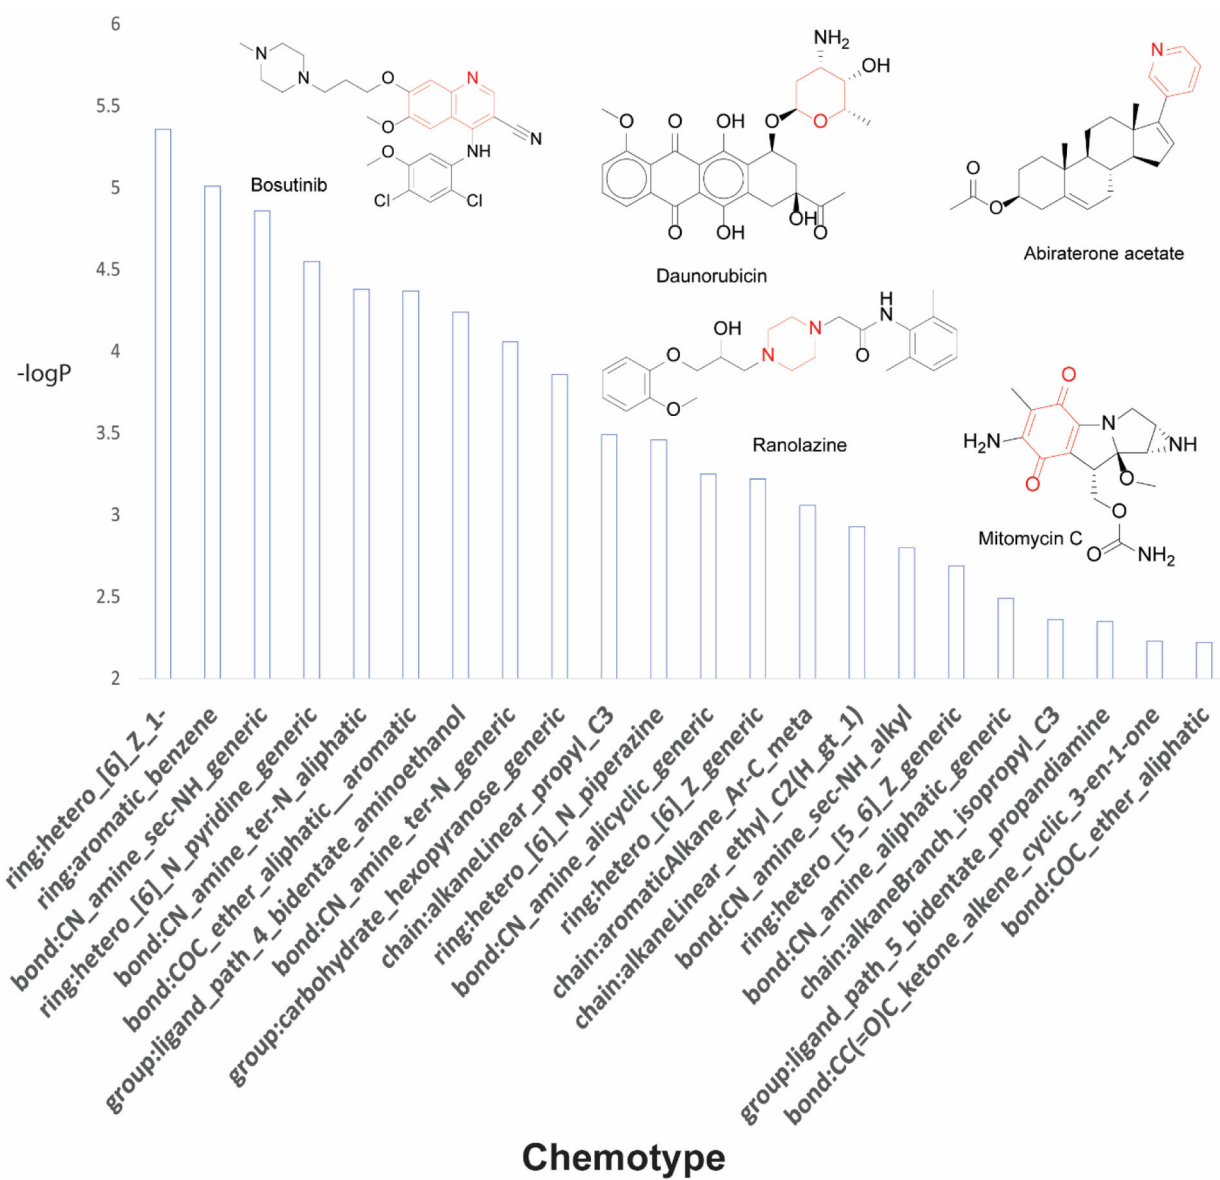 6
5.5
5
4.5
4
3.5
3
2.5
2
-logP
N
N
O
N
O
N
NH
O
Cl
Cl
Bosutinib
NH₂
OH
O
O
O
OH
O
O
OH
OH
O
Daunorubicin
N
O
O
Abiraterone acetate
OH
N
H
N
O
N
O
O
Ranolazine
O
H₂N
N
NH
O
O
O
O
NH₂
Mitomycin C
ring:hetero_[6]_Z_1-
ring:aromatic_benzene
bond:CN_amine_sec-NH_generic
ring:hetero_[6]_N_pyridine_generic
bond:CN_amine_ter-N_aliphatic
bond:COC_ether_aliphatic__aromatic
group:ligand_path_4_bidentate_aminoethanol
bond:CN_amine_ter-N_generic
group:carbohydrate_hexopyranose_generic
chain:alkaneLinear_propyl_C3
ring:hetero_[6]_N_piperazine
bond:CN_amine_alicyclic_generic
ring:hetero_[6]_Z_generic
chain:aromaticAlkane_Ar-C_meta
chain:alkaneLinear_ethyl_C2(H_gt_1)
bond:CN_amine_sec-NH_alkyl
ring:hetero_[5_6]_Z_generic
bond:CN_amine_aliphatic_generic
chain:alkaneBranch_isopropyl_C3
group:ligand_path_5_bidentate_propandiamine
bond:CC(=O)C_ketone_alkene_cyclic_3-en-1-one
bond:COC_ether_aliphatic
Chemotype